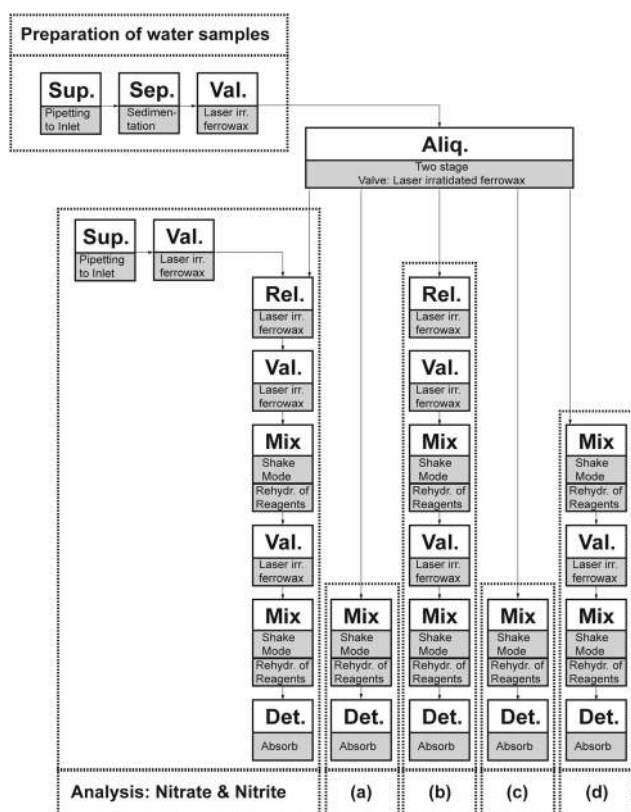 Preparation of water samples
Sup.
Pipetting
to Inlet
Sep.
Sedimen-
tation
Val.
Laser irr.
ferrowax
Aliq.
Two stage
Valve: Laser irratidated ferrowax
Sup.
Pipetting
to Inlet
Val.
Laser irr.
ferrowax
Rel.
Laser irr.
ferrowax
Val.
Laser irr.
ferrowax
Mix
Shake
Mode
Rehydr. of
Reagents
Val.
Laser irr.
ferrowax
Mix
Shake
Mode
Rehydr. of
Reagents
Det.
Absorb
Analysis: Nitrate & Nitrite
Mix
Shake
Mode
Rehydr. of
Reagents
Det.
Absorb
(a)
Rel.
Laser irr.
ferrowax
Val.
Laser irr.
ferrowax
Mix
Shake
Mode
Rehydr. of
Reagents
Val.
Laser irr.
ferrowax
Mix
Shake
Mode
Rehydr. of
Reagents
Det.
Absorb
(b)
Mix
Shake
Mode
Rehydr. of
Reagents
Det.
Absorb
(c)
Mix
Shake
Mode
Rehydr. of
Reagents
Val.
Laser irr.
ferrowax
Mix
Shake
Mode
Rehydr. of
Reagents
Det.
Absorb
(d)